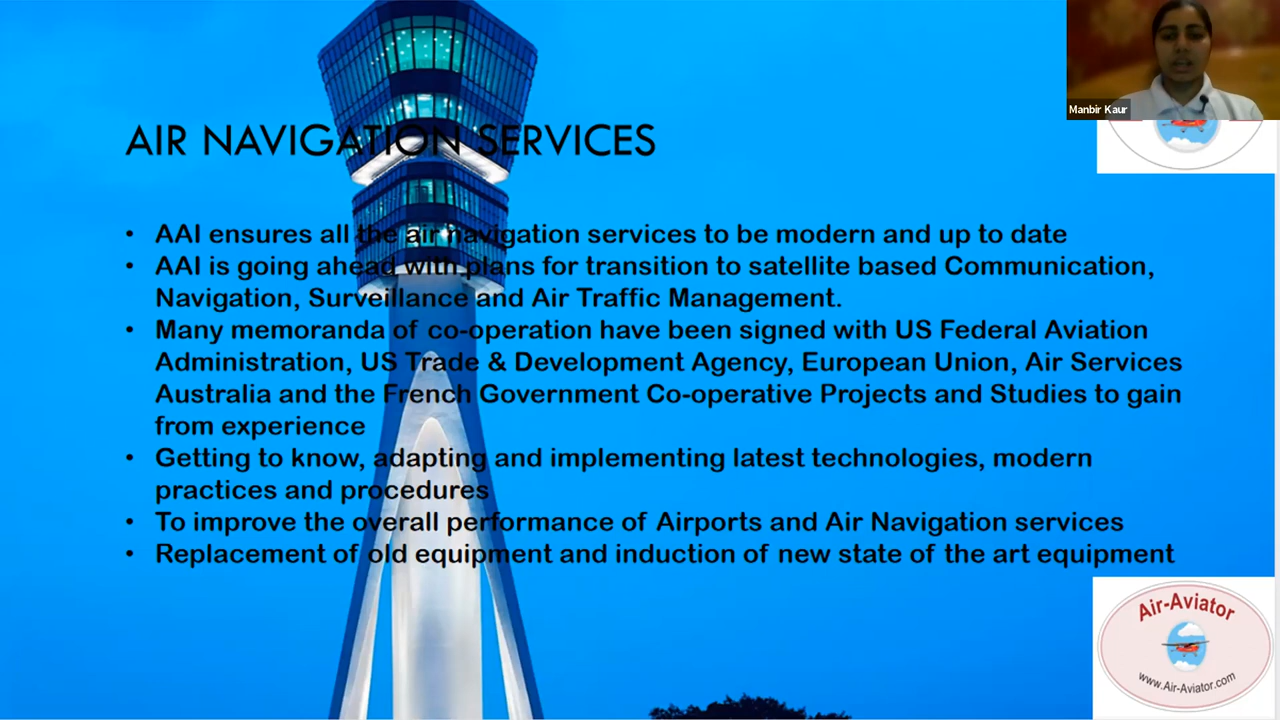 Manbir Kaur
AIR NAVIGATION SERVICES
• AAI ensures all the air navigation services to be modern and up to date
• AAI is going ahead with plans for transition to satellite based Communication,
Navigation, Surveillance and Air Traffic Management.
• Many memoranda of co-operation have been signed with US Federal Aviation
Administration, US Trade & Development Agency, European Union, Air Services
Australia and the French Government Co-operative Projects and Studies to gain
from experience
• Getting to know, adapting and implementing latest technologies, modern
practices and procedures
• To improve the overall performance of Airports and Air Navigation services
• Replacement of old equipment and induction of new state of the art equipment
Air-Aviator
www.Air-Aviator.com